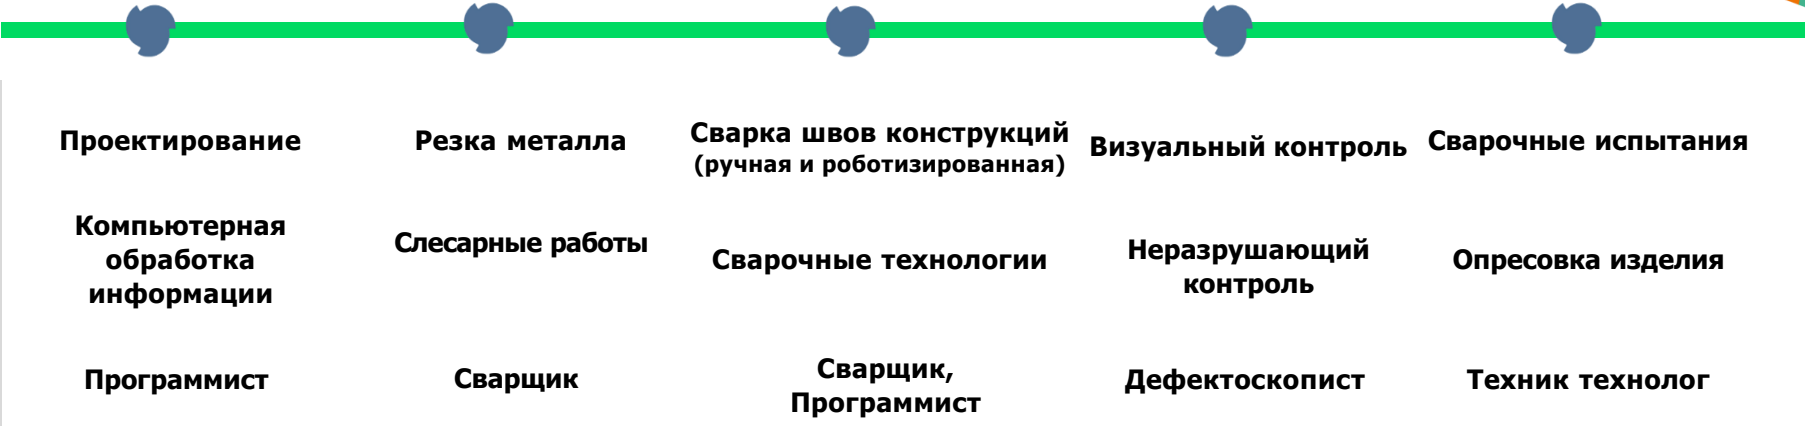 Проектирование
Резка металла
Сварка швов конструкций
(ручная и роботизированная)
Визуальный контроль
Сварочные испытания
Компьютерная
обработка
информации
Слесарные работы
Сварочные технологии
Неразрушающий
контроль
Опресовка изделия
Программист
Сварщик
Сварщик,
Программист
Дефектоскопист
Техник технолог